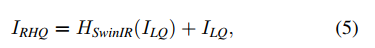 I_{RHQ} = H_{SwinIR}(I_{LQ}) + I_{LQ}, (5)